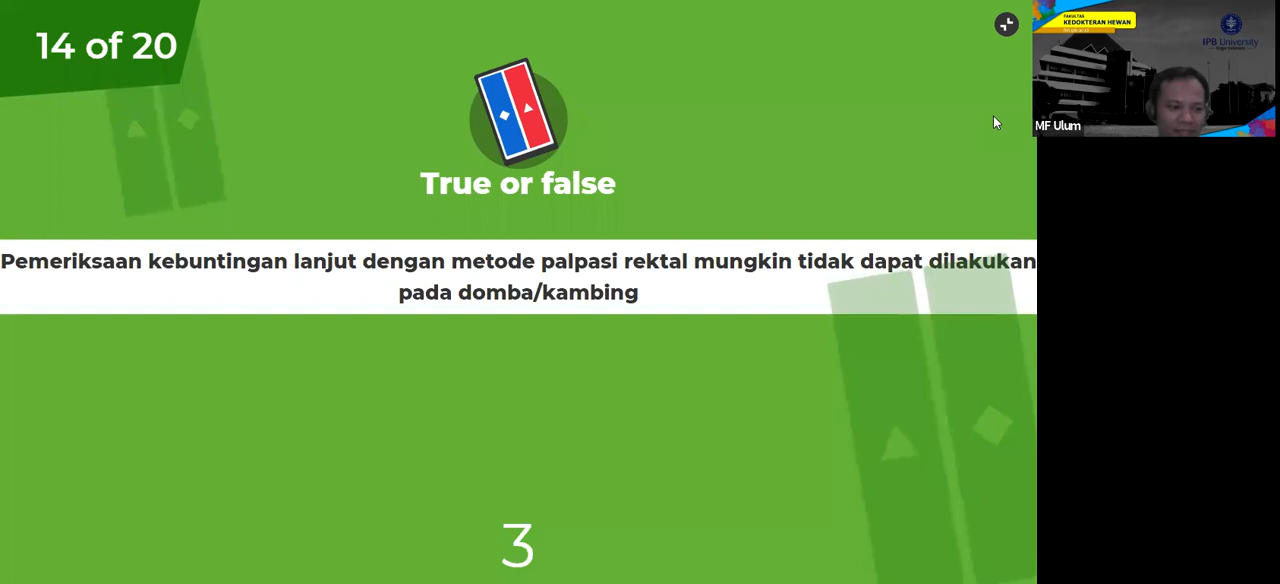 14 of 20
True or false
Pemeriksaan kebuntingan lanjut dengan metode palpasi rektal mungkin tidak dapat dilakukan
pada domba/kambing
3
FAKULTAS
KEDOKTERAN HEWAN
IPB University
MF Ulum